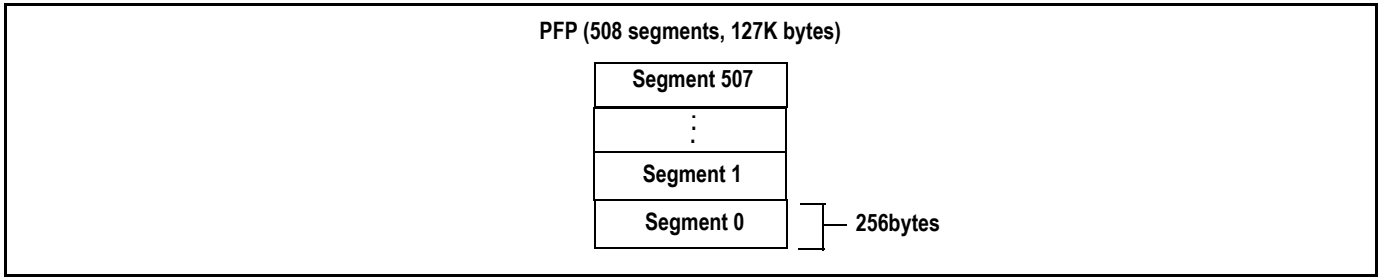 PFP (508 segments, 127K bytes)
Segment 507
⋮
Segment 1
Segment 0
256bytes